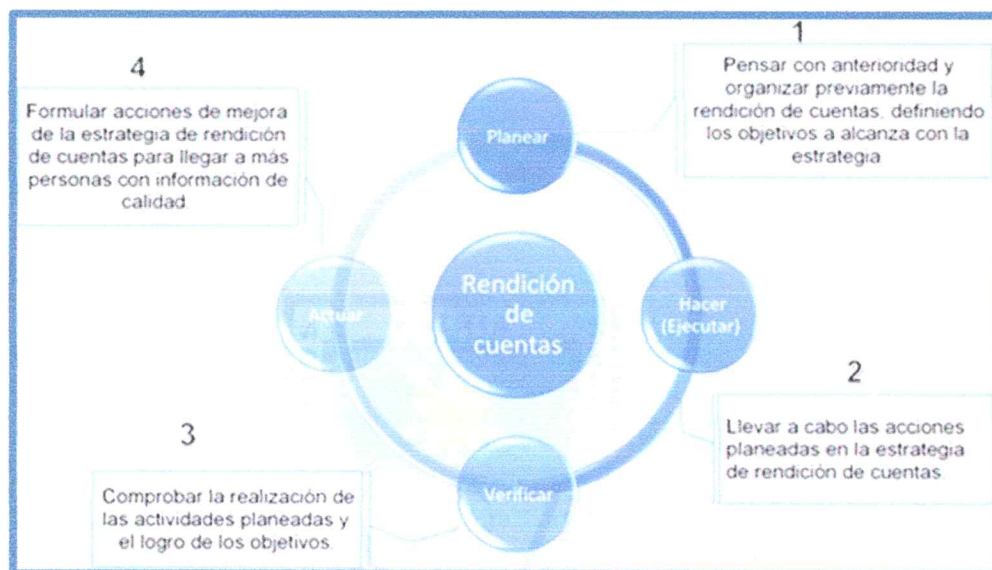 1
Pensar con anterioridad y
organizar previamente la
rendición de cuentas, definiendo
los objetivos a alcanza con la
estrategia
4
Formular acciones de mejora
de la estrategia de rendición
de cuentas para llegar a más
personas con información de
calidad.
Planear
Rendición
de
cuentas
Hacer
(Ejecutar)
Actuar
2
Llevar a cabo las acciones
planeadas en la estrategia
de rendición de cuentas.
3
Comprobar la realización de
las actividades planeadas y
el logro de los objetivos.
Verificar